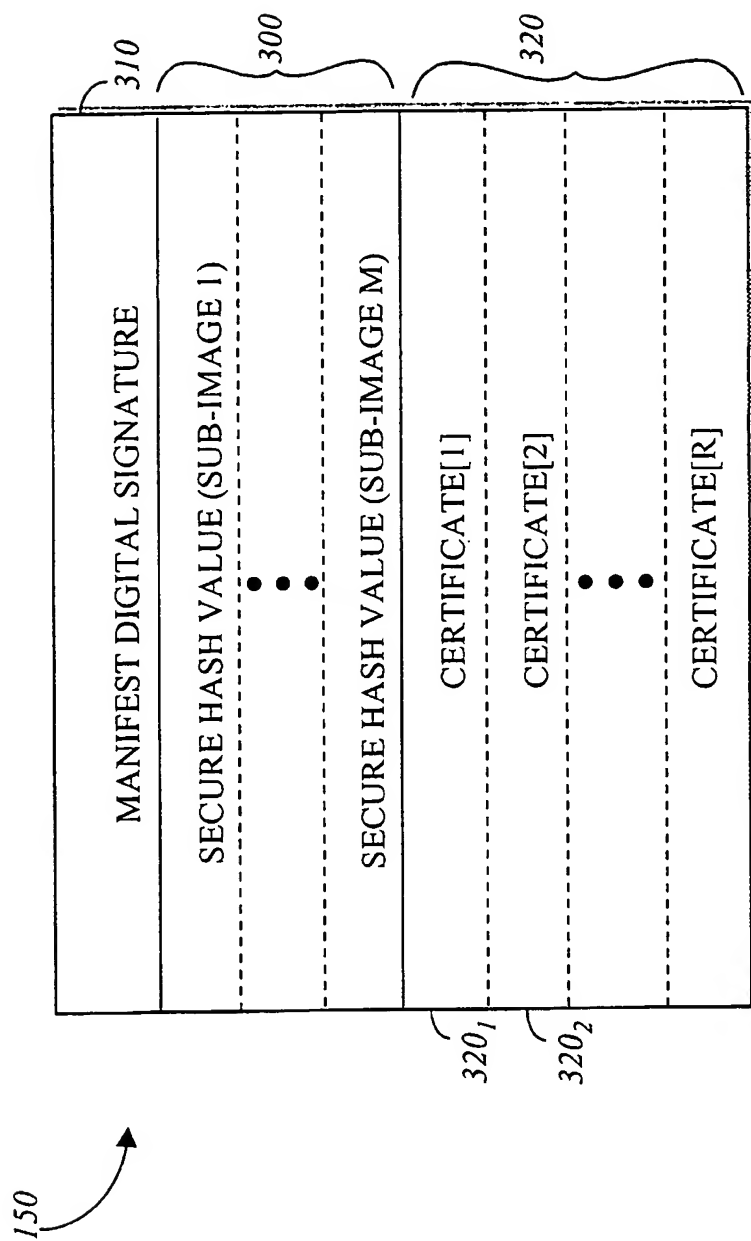 150
MANIFEST DIGITAL SIGNATURE
310
SECURE HASH VALUE (SUB-IMAGE 1)
300
SECURE HASH VALUE (SUB-IMAGE M)
320₁
CERTIFICATE[1]
320
320₂
CERTIFICATE[2]
CERTIFICATE[R]